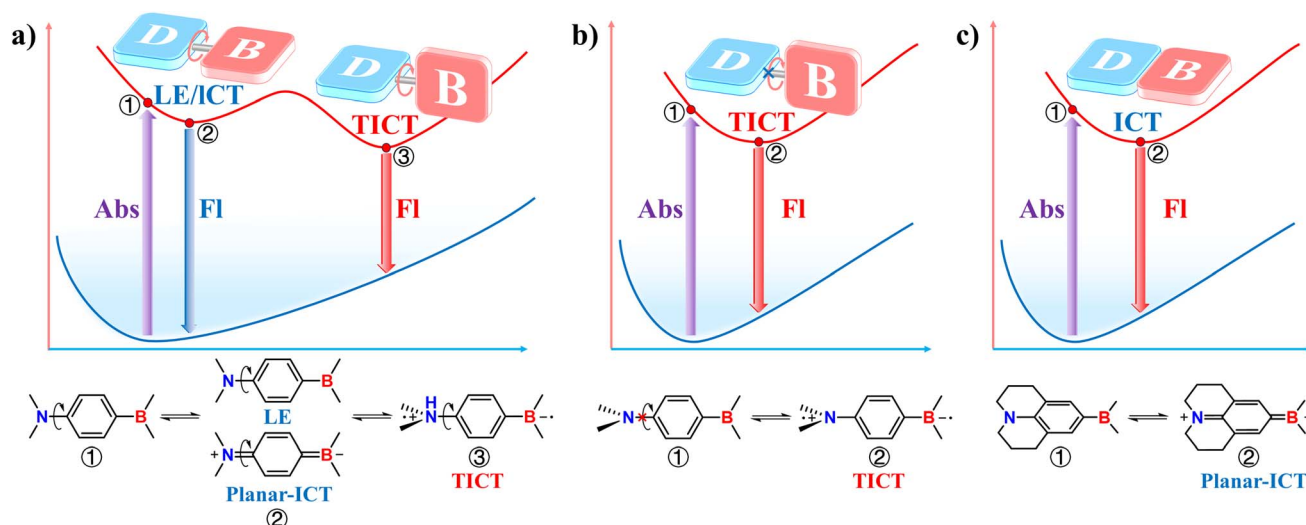 a)
D
B
D
B
①
LE/ICT
②
TICT
③
Abs
Fl
Fl
N
B
①
N
B
LE
+
N
B
−
Planar-ICT
②
·+
N
H
B
−·
③
TICT
b)
D
B
①
TICT
②
Abs
Fl
N
B
①
·+
N
B
−·
②
TICT
c)
D
B
①
ICT
②
Abs
Fl
N
B
①
+
N
B
−
②
Planar-ICT